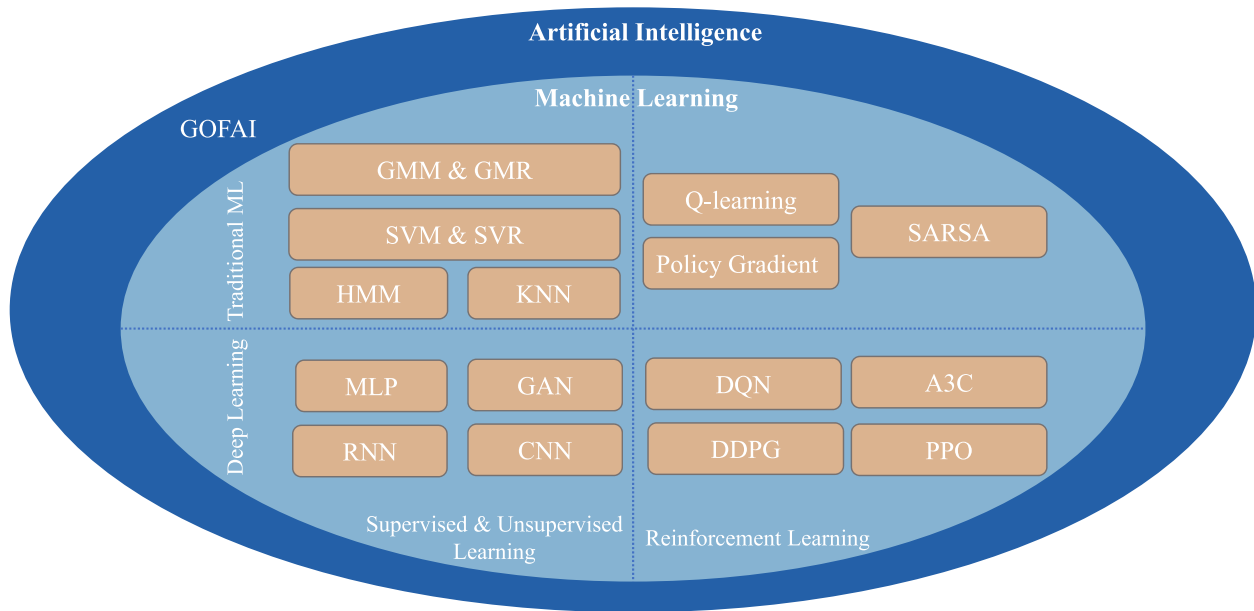 Artificial Intelligence
Machine Learning
GOFAI
Traditional ML
GMM & GMR
SVM & SVR
HMM
KNN
Q-learning
Policy Gradient
SARSA
Deep Learning
MLP
GAN
RNN
CNN
DQN
A3C
DDPG
PPO
Supervised & Unsupervised
Learning
Reinforcement Learning